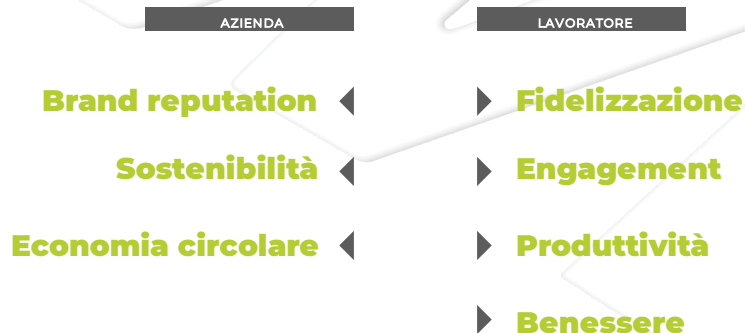 AZIENDA
Brand reputation
Sostenibilità
Economia circolare
LAVORATORE
Fidelizzazione
Engagement
Produttività
Benessere